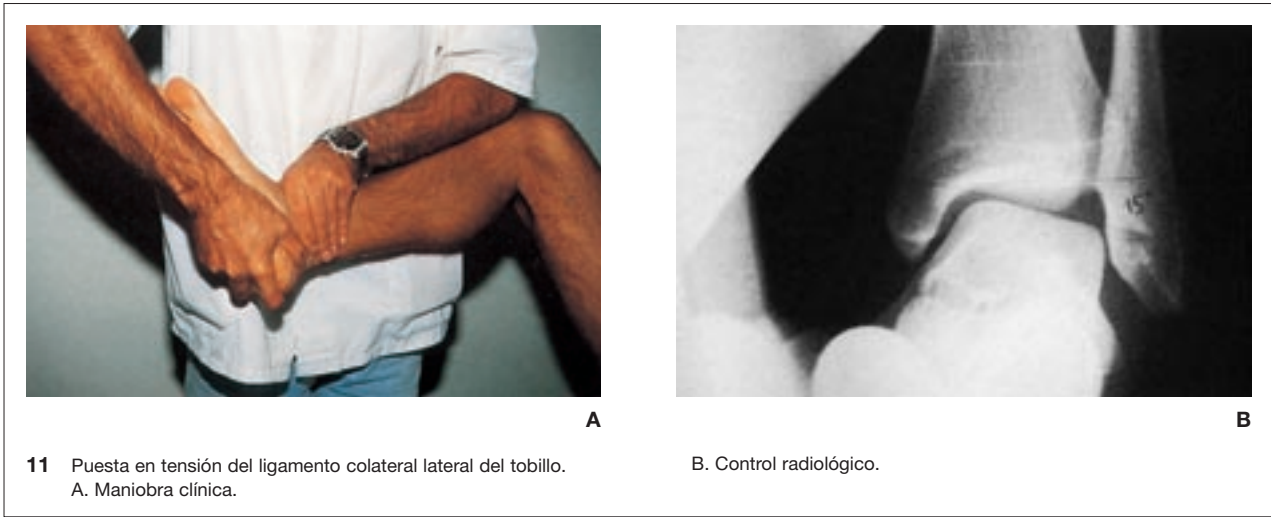 15°
A
B
11 Puesta en tensión del ligamento colateral lateral del tobillo.
A. Maniobra clínica.
B. Control radiológico.